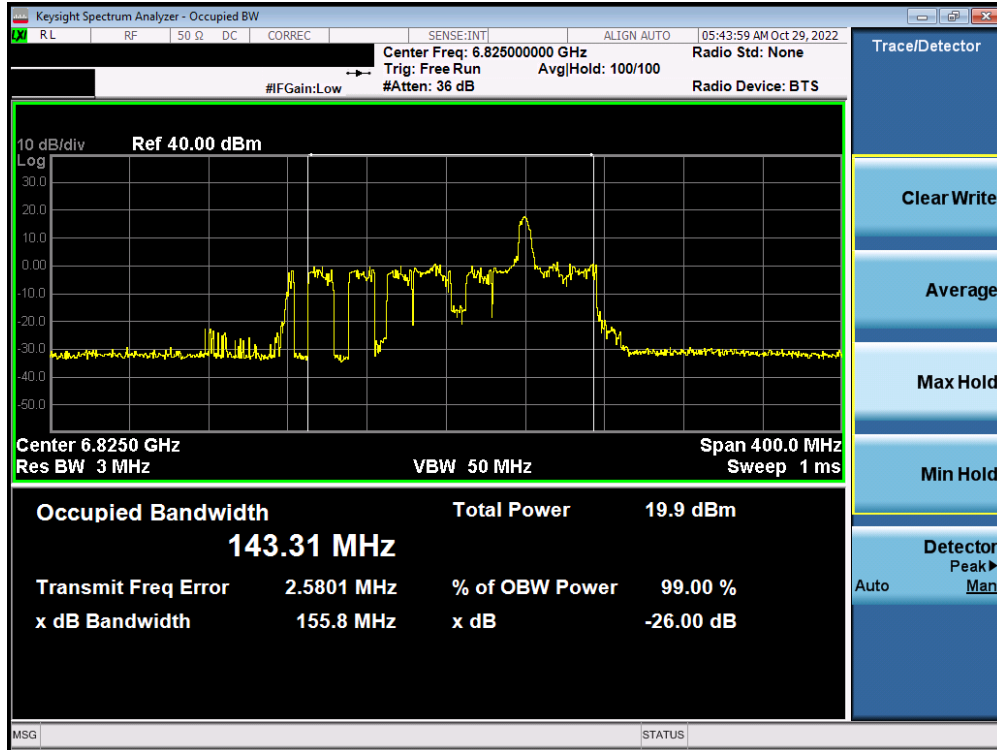 Keysight Spectrum Analyzer - Occupied BW
LXI RL RF 50 Ω DC CORREC SENSE:INT ALIGN AUTO 05:43:59 AM Oct 29, 2022
Center Freq: 6.825000000 GHz Radio Std: None
Trig: Free Run Avg|Hold: 100/100
#IFGain:Low #Atten: 36 dB Radio Device: BTS
Trace/Detector
10 dB/div Ref 40.00 dBm
Log
30.0
20.0
10.0
0.00
-10.0
-20.0
-30.0
-40.0
-50.0
Center 6.8250 GHz Span 400.0 MHz
Res BW 3 MHz VBW 50 MHz Sweep 1 ms
Occupied Bandwidth Total Power 19.9 dBm
143.31 MHz
Transmit Freq Error 2.5801 MHz % of OBW Power 99.00 %
x dB Bandwidth 155.8 MHz x dB -26.00 dB
Clear Write
Average
Max Hold
Min Hold
Detector
Peak▶
Auto Man
MSG STATUS